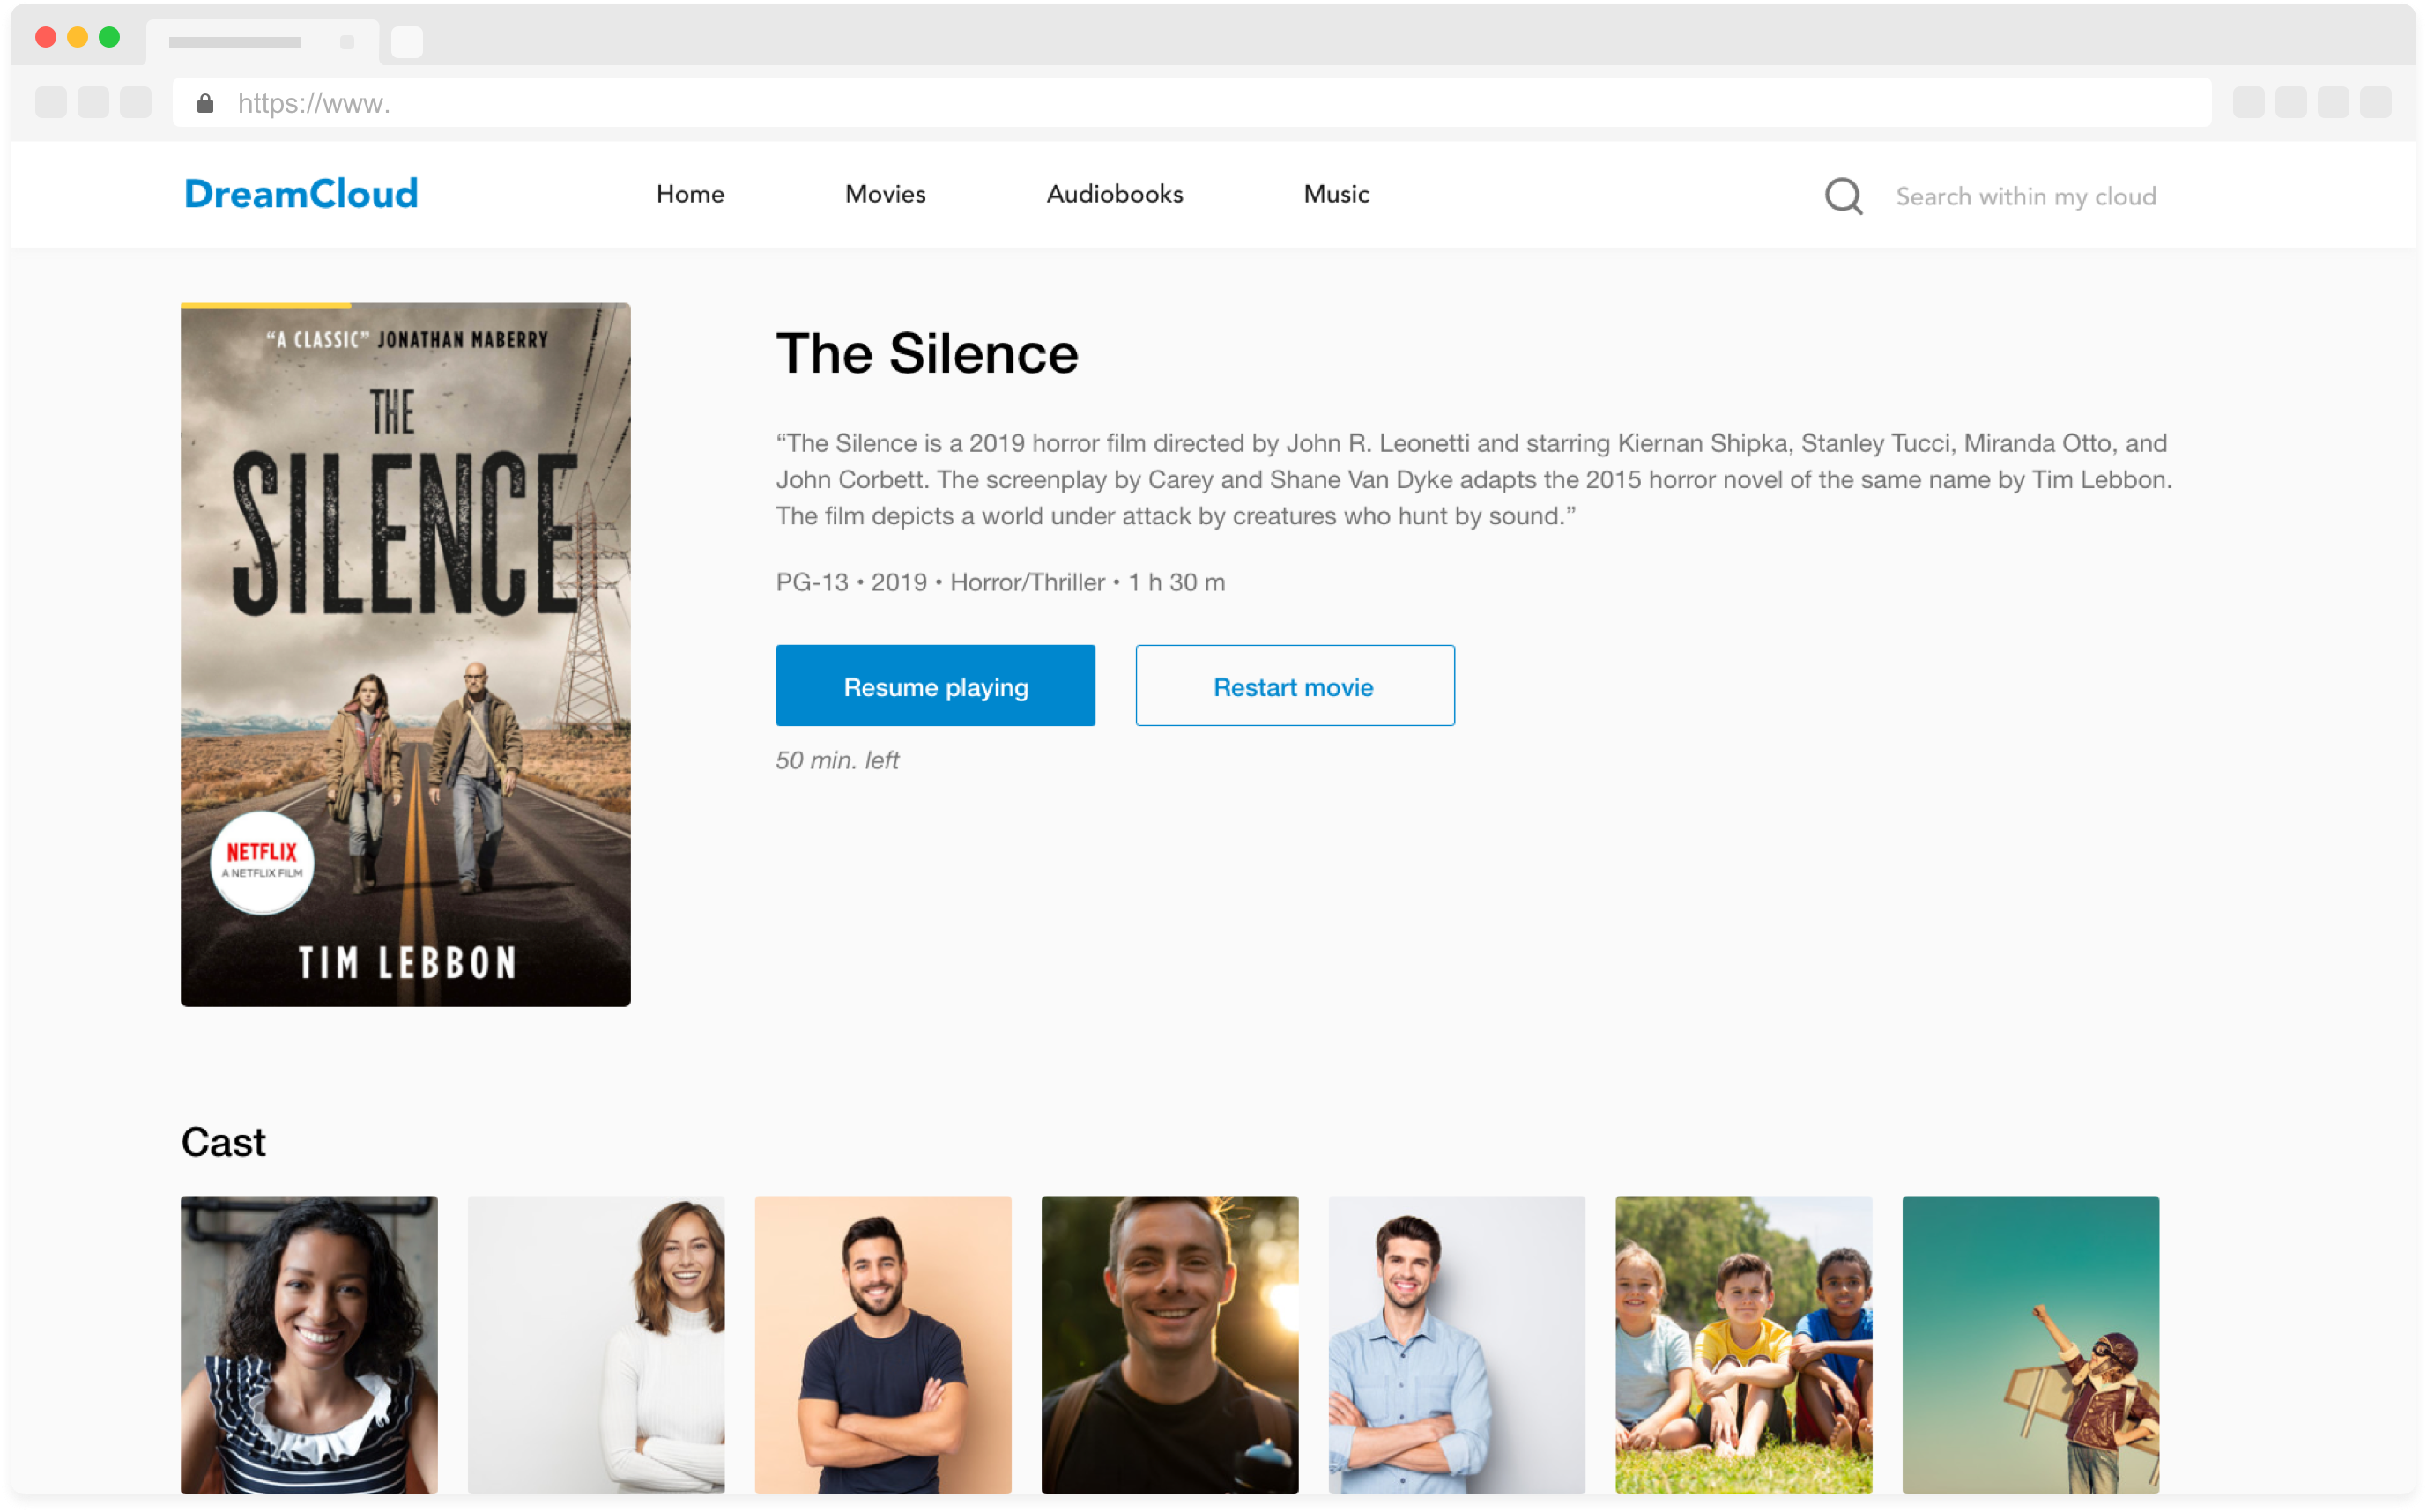 https://www.
DreamCloud
Home
Movies
Audiobooks
Music
Search within my cloud
“A CLASSIC” JONATHAN MABERRY
THE
SILENCE
NETFLIX
A NETFLIX FILM
TIM LEBBON
The Silence
“The Silence is a 2019 horror film directed by John R. Leonetti and starring Kiernan Shipka, Stanley Tucci, Miranda Otto, and
John Corbett. The screenplay by Carey and Shane Van Dyke adapts the 2015 horror novel of the same name by Tim Lebbon.
The film depicts a world under attack by creatures who hunt by sound.”
PG-13 • 2019 • Horror/Thriller • 1 h 30 m
Resume playing
Restart movie
50 min. left
Cast